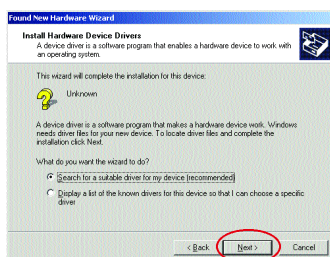 Found New Hardware Wizard
Install Hardware Device Drivers
A device driver is a software program that enables a hardware device to work with
an operating system.
This wizard will complete the installation for this device:
Unknown
A device driver is a software program that makes a hardware device work. Windows
needs driver files for your new device. To locate driver files and complete the
installation click Next.
What do you want the wizard to do?
Search for a suitable driver for my device (recommended)
Display a list of the known drivers for this device so that I can choose a specific
driver
< Back Next > Cancel